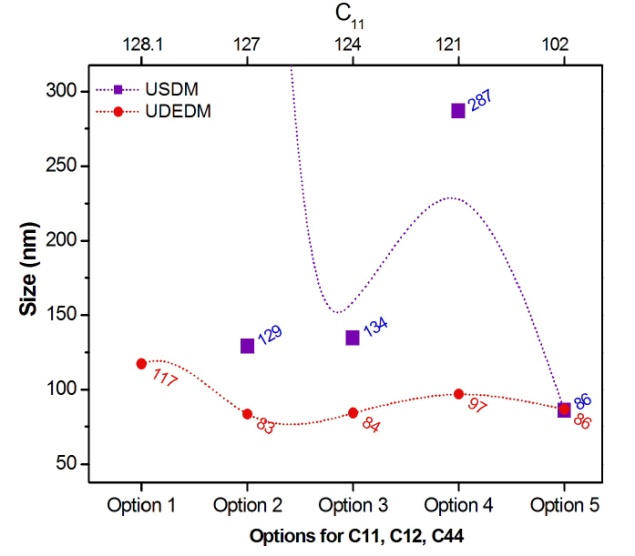 C11
128.1 127 124 121 102
300
250
200
150
100
50
Size (nm)
USDM
UDEDM
287
129
134
86
117
83
84
97
86
Option 1 Option 2 Option 3 Option 4 Option 5
Options for C11, C12, C44